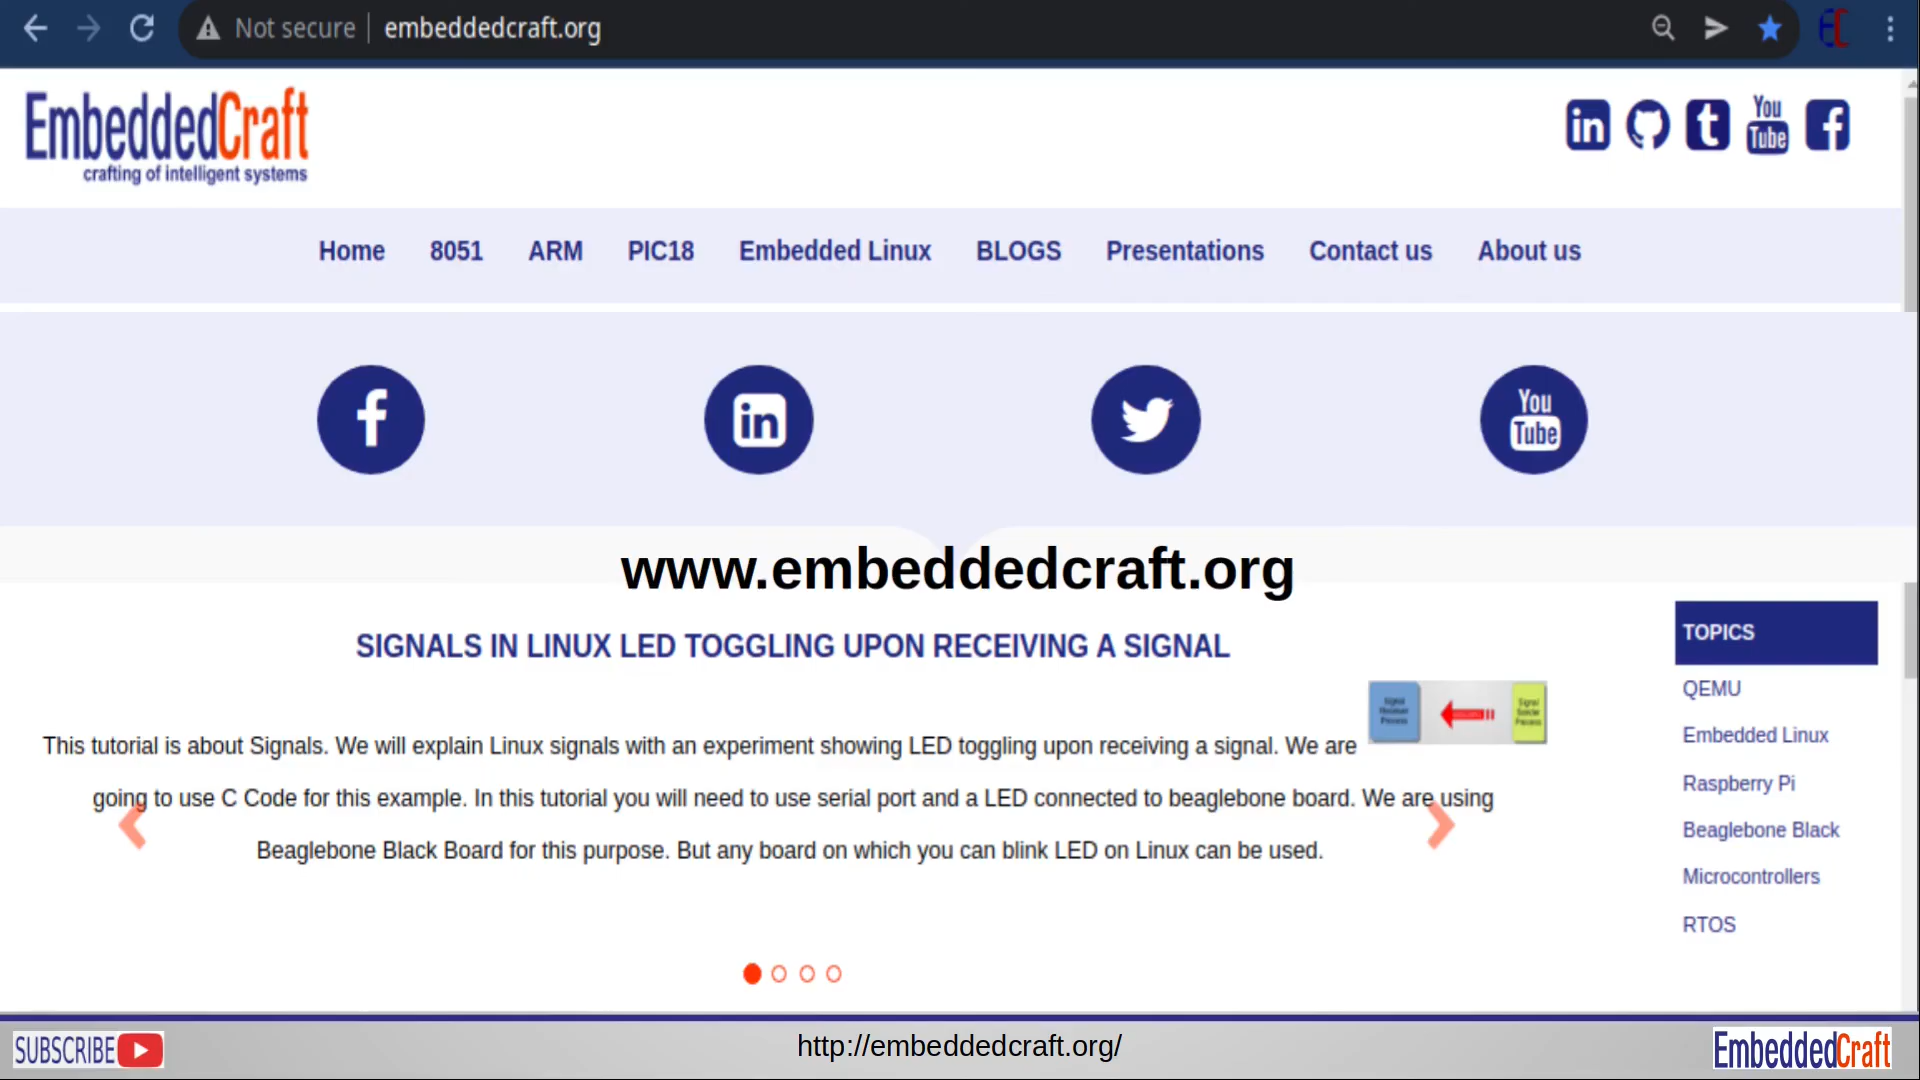 Not secure embeddedcraft.org
EmbeddedCraft
crafting of intelligent systems
in t You Tube f
Home 8051 ARM PIC18 Embedded Linux BLOGS Presentations Contact us About us
f in You Tube
www.embeddedcraft.org
SIGNALS IN LINUX LED TOGGLING UPON RECEIVING A SIGNAL
This tutorial is about Signals. We will explain Linux signals with an experiment showing LED toggling upon receiving a signal. We are
going to use C Code for this example. In this tutorial you will need to use serial port and a LED connected to beaglebone board. We are using
Beaglebone Black Board for this purpose. But any board on which you can blink LED on Linux can be used.
TOPICS
QEMU
Embedded Linux
Raspberry Pi
Beaglebone Black
Microcontrollers
RTOS
SUBSCRIBE
http://embeddedcraft.org/
EmbeddedCraft